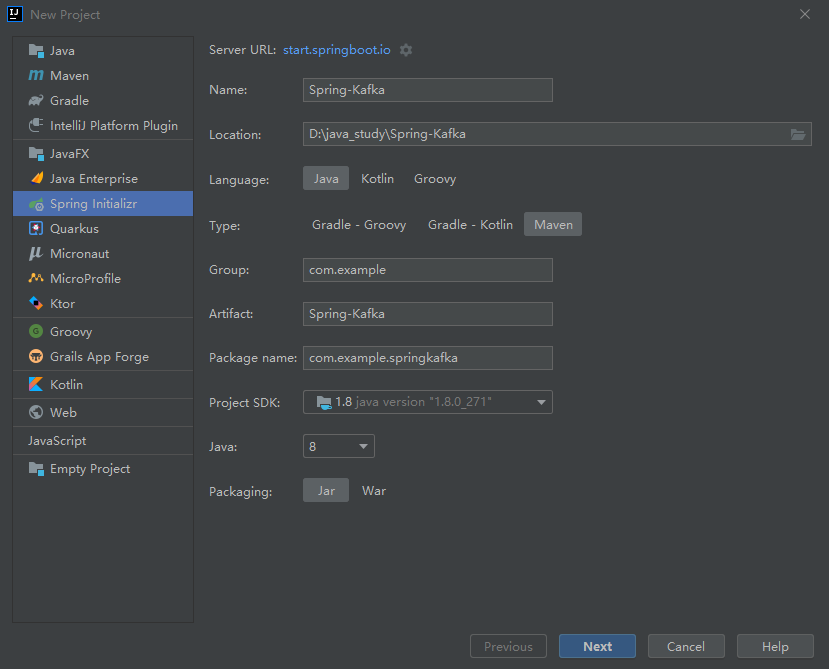 New Project
Java
Maven
Gradle
IntelliJ Platform Plugin
JavaFX
Java Enterprise
Spring Initializr
Quarkus
Micronaut
MicroProfile
Ktor
Groovy
Grails App Forge
Kotlin
Web
JavaScript
Empty Project
Server URL: start.springboot.io
Name: Spring-Kafka
Location: D:\java_study\Spring-Kafka
Language: Java Kotlin Groovy
Type: Gradle - Groovy Gradle - Kotlin Maven
Group: com.example
Artifact: Spring-Kafka
Package name: com.example.springkafka
Project SDK: 1.8 java version "1.8.0_271"
Java: 8
Packaging: Jar War
Previous Next Cancel Help